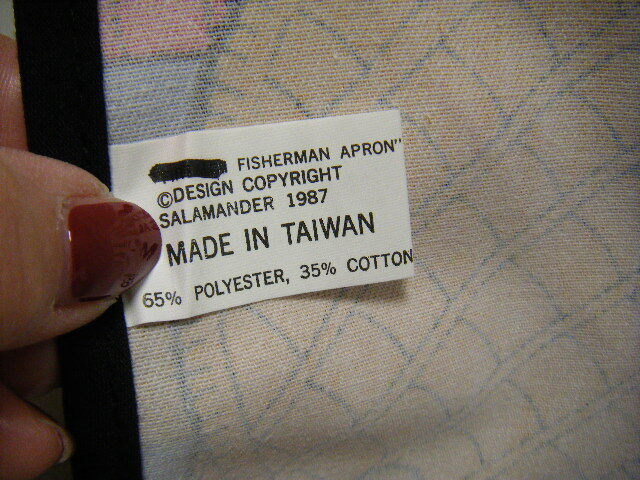 FISHERMAN APRON"
©DESIGN COPYRIGHT
SALAMANDER 1987
MADE IN TAIWAN
65% POLYESTER, 35% COTTON